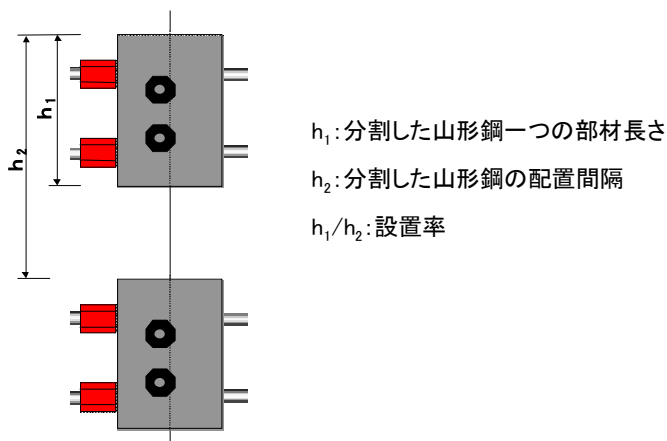 h₁
h₂
h₁:分割した山形鋼一つの部材長さ
h₂:分割した山形鋼の配置間隔
h₁/h₂:設置率